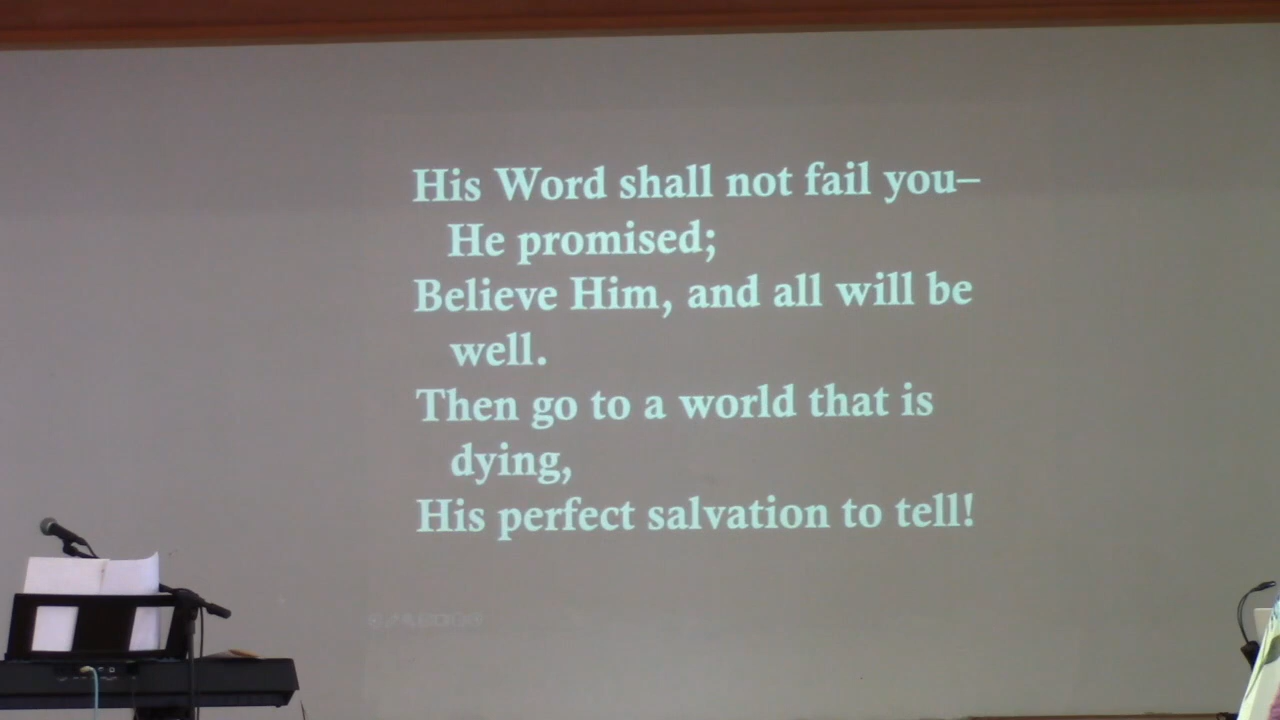 His Word shall not fail you–
He promised;
Believe Him, and all will be
well.
Then go to a world that is
dying,
His perfect salvation to tell!